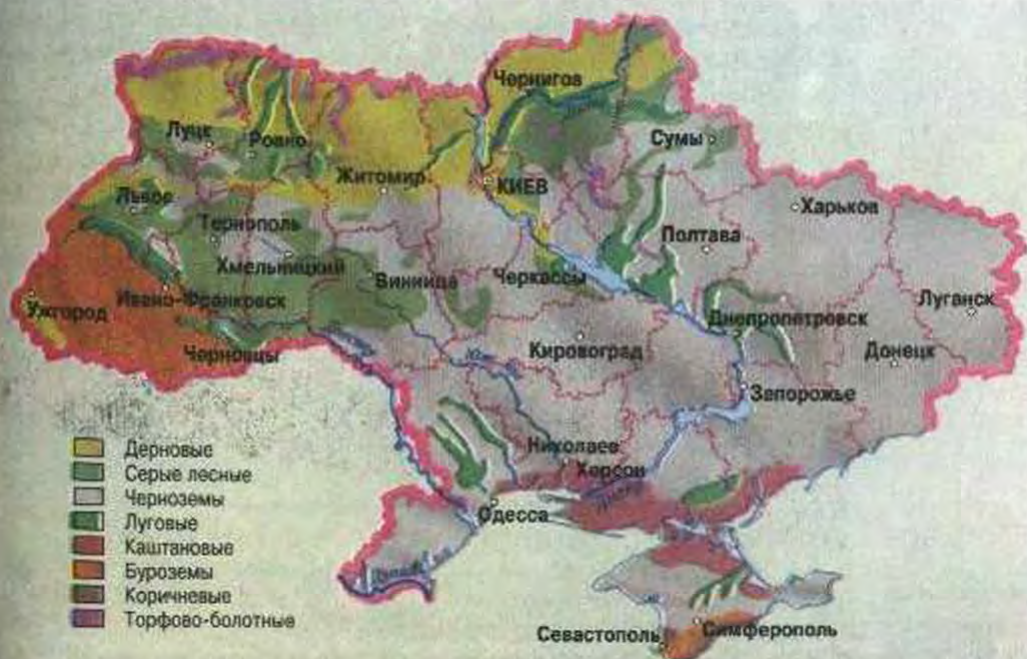 Чернигов
Луцк
Ровно
Сумы
Житомир
КИЕВ
Львов
Харьков
Тернополь
Полтава
Хмельницкий
Винница
Черкассы
Ивано-Франковск
Луганск
Ужгород
Днепропетровск
Черновцы
Кировоград
Донецк
Запорожье
Николаев
Херсон
Одесса
Дерновые
Серые лесные
Черноземы
Луговые
Каштановые
Буроземы
Коричневые
Торфово-болотные
Севастополь
Симферополь